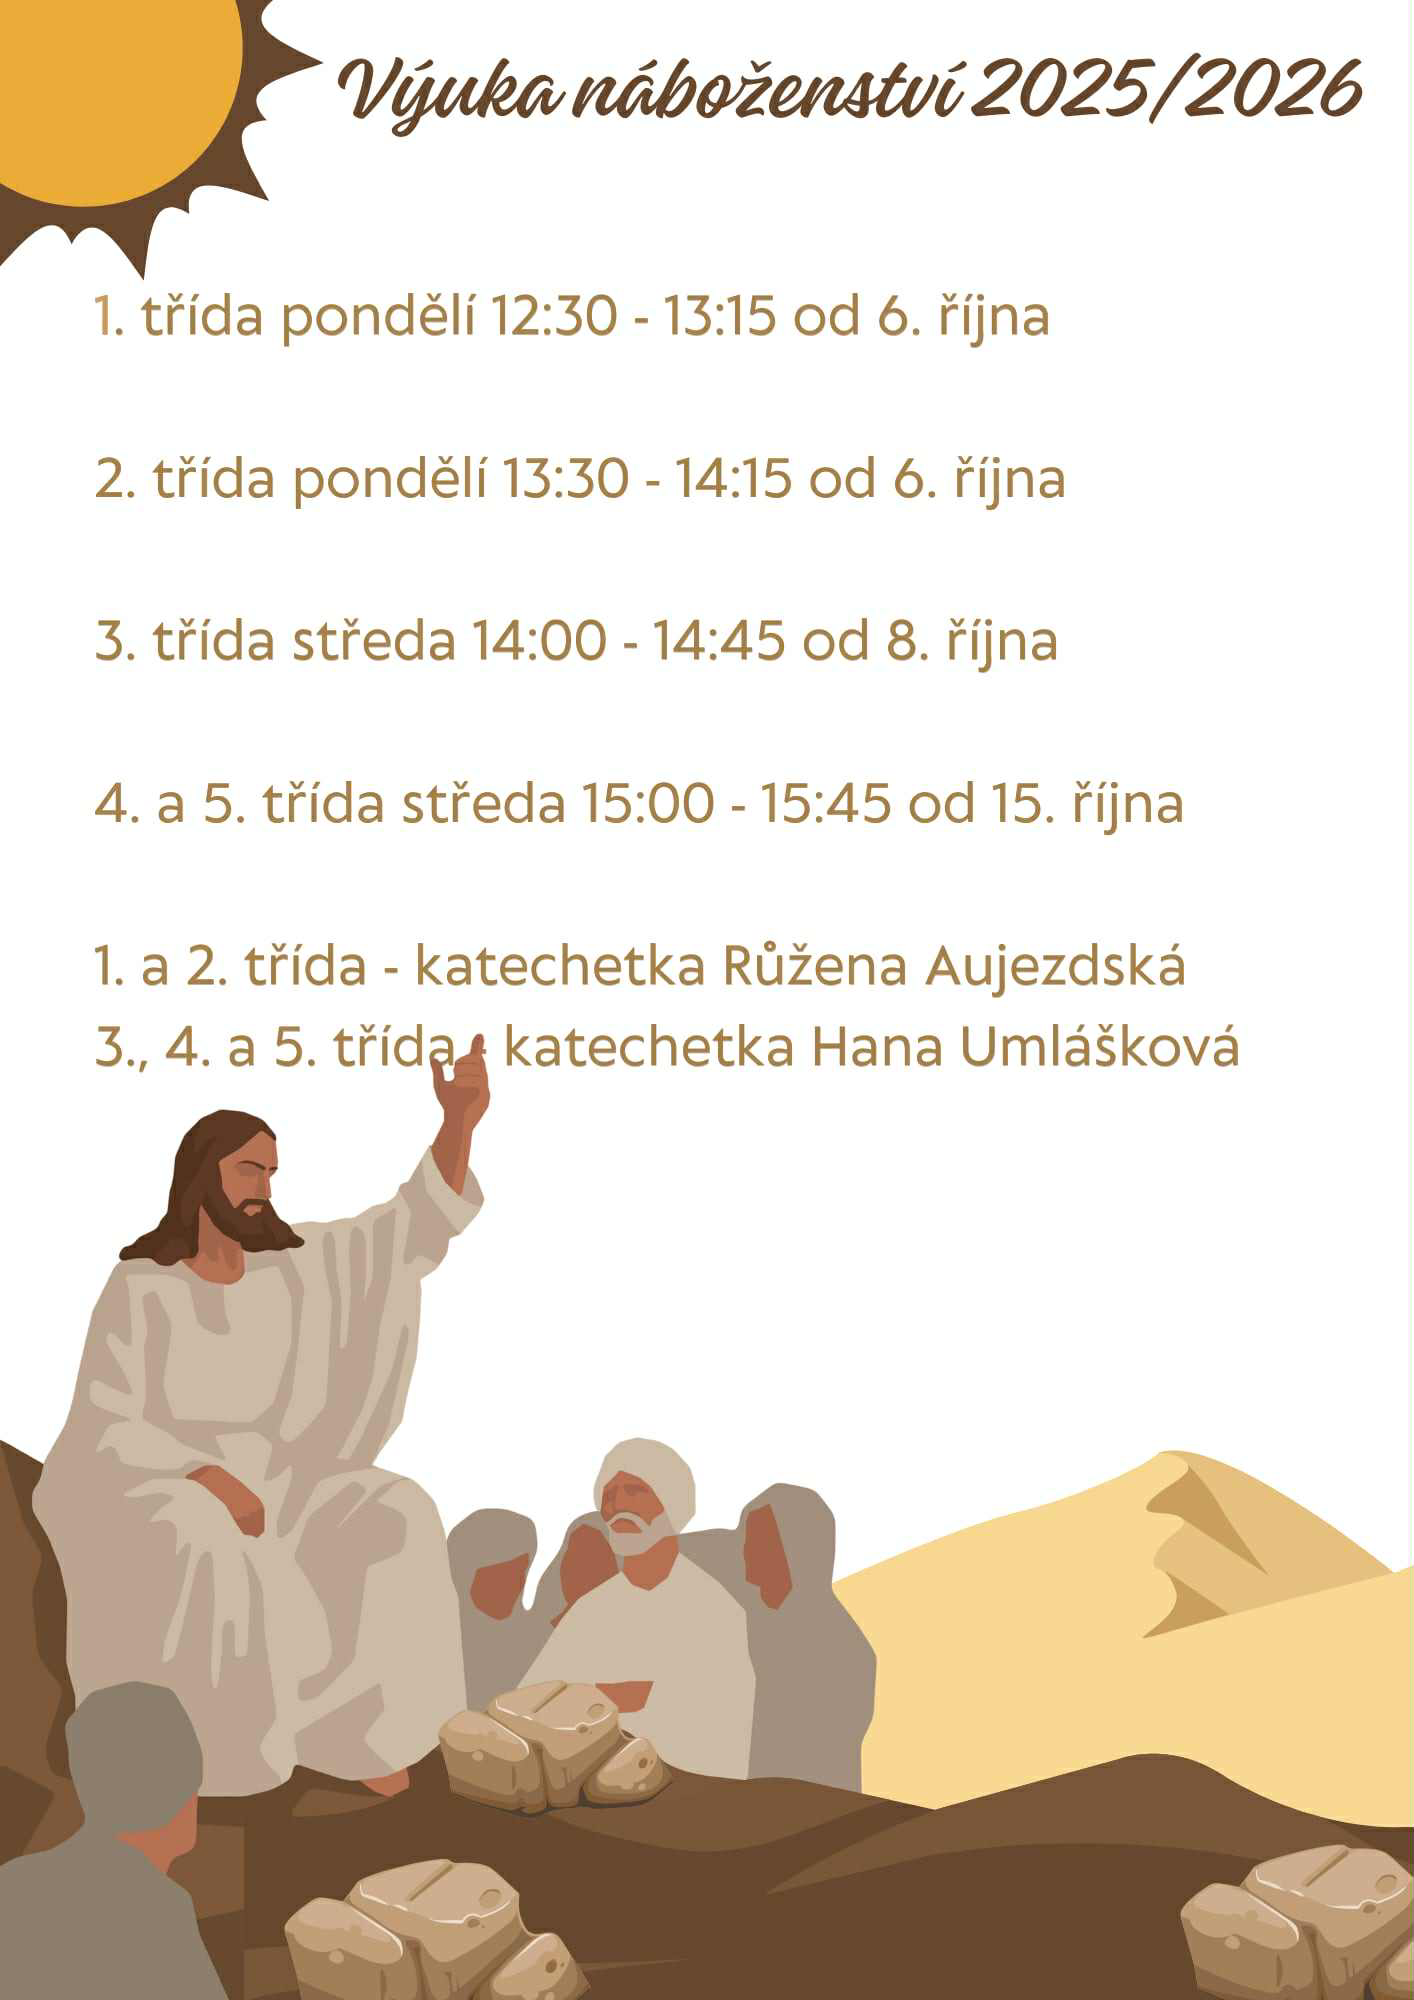 Výuka náboženství 2025/2026
1. třída pondělí 12:30 - 13:15 od 6. října
2. třída pondělí 13:30 - 14:15 od 6. října
3. třída středa 14:00 - 14:45 od 8. října
4. a 5. třída středa 15:00 - 15:45 od 15. října
1. a 2. třída - katechetka Růžena Aujezdská
3., 4. a 5. třída - katechetka Hana Umlášková